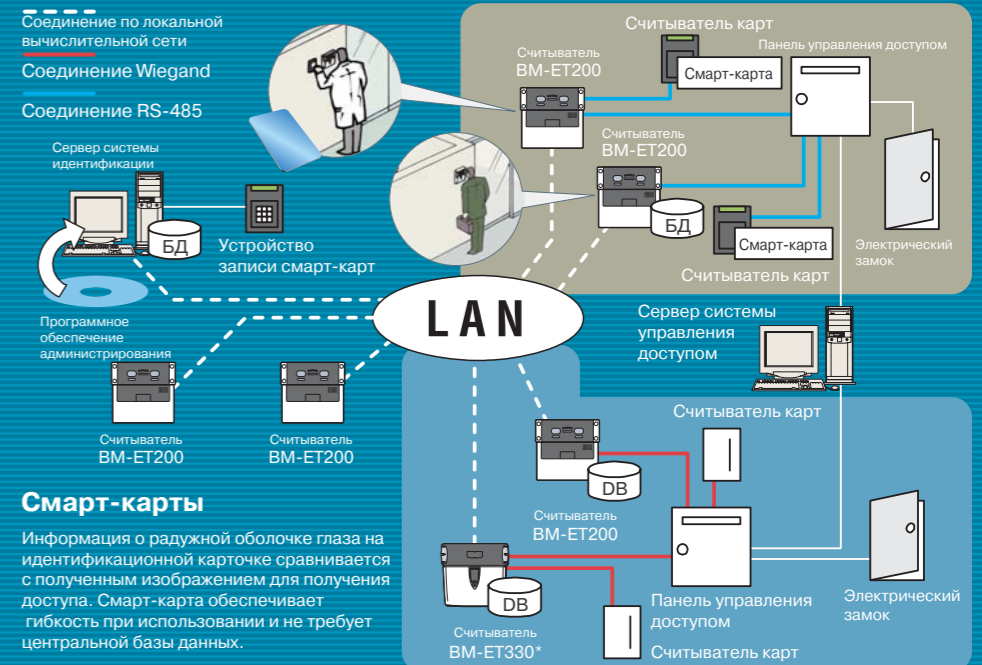 Соединение по локальной
вычислительной сети
Соединение Wiegand
Соединение RS-485
Сервер системы
идентификации
БД
Устройство
записи смарт-карт
Программное
обеспечение
администрирования
Считыватель
BM-ET200
Считыватель
BM-ET200
Считыватель карт
Считыватель
BM-ET200
Смарт-карта
Панель управления доступом
Считыватель
BM-ET200
БД
Смарт-карта
Считыватель карт
Электрический
замок
LAN
Сервер системы
управления
доступом
Считыватель карт
DB
Считыватель
BM-ET200
DB
Считыватель
BM-ET330*
Панель управления
доступом
Считыватель карт
Электрический
замок
Смарт-карты
Информация о радужной оболочке глаза на
идентификационной карточке сравнивается
с полученным изображением для получения
доступа. Смарт-карта обеспечивает
гибкость при использовании и не требует
центральной базы данных.